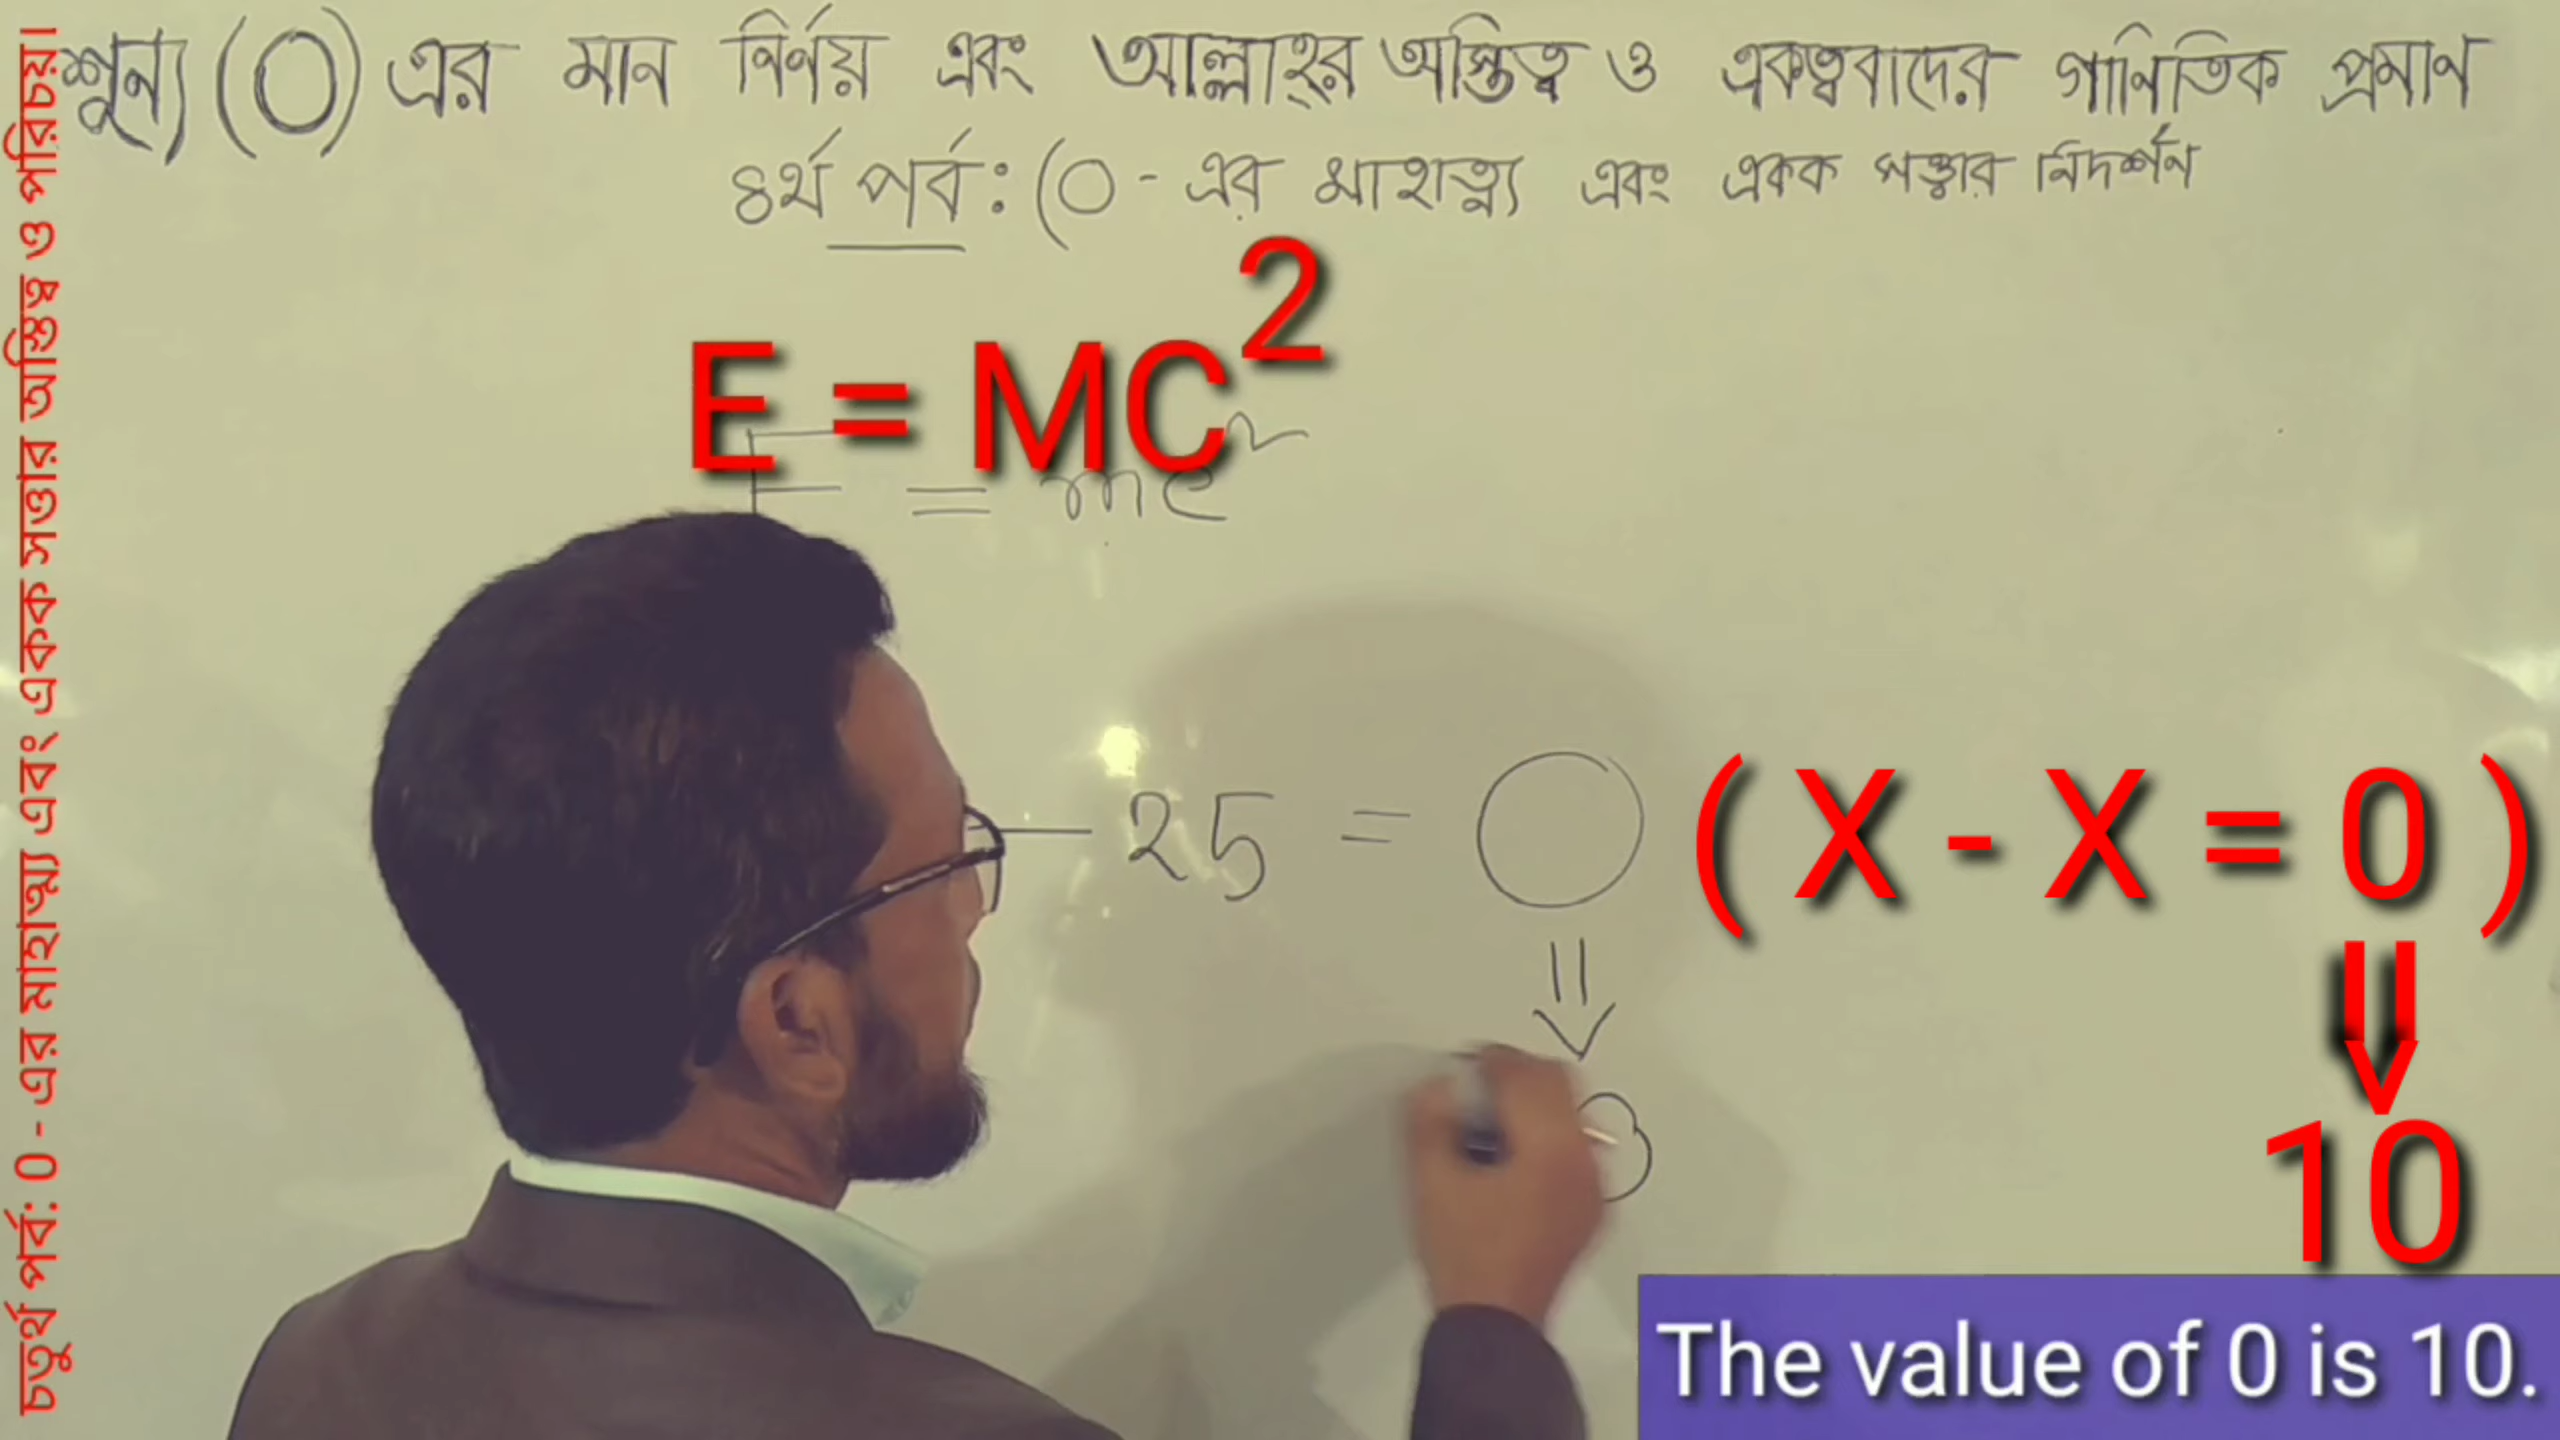 শূন্য (0) এর মান নির্ণয় এবং আল্লাহর অস্তিত্ব ও একত্ববাদের গানিতিক প্রমাণ
৪র্থ পর্ব: (0 - এর মাহাত্ম্য এবং একক সত্ত্বার নিদর্শন
চতুর্থ পর্ব: 0 - এর মাহাত্ম্য এবং একক সত্তার অস্তিত্ব ও পরিচয়।
E = MC²
E = mc²
— 25 = 0
( X - X = 0 )
10
The value of 0 is 10.